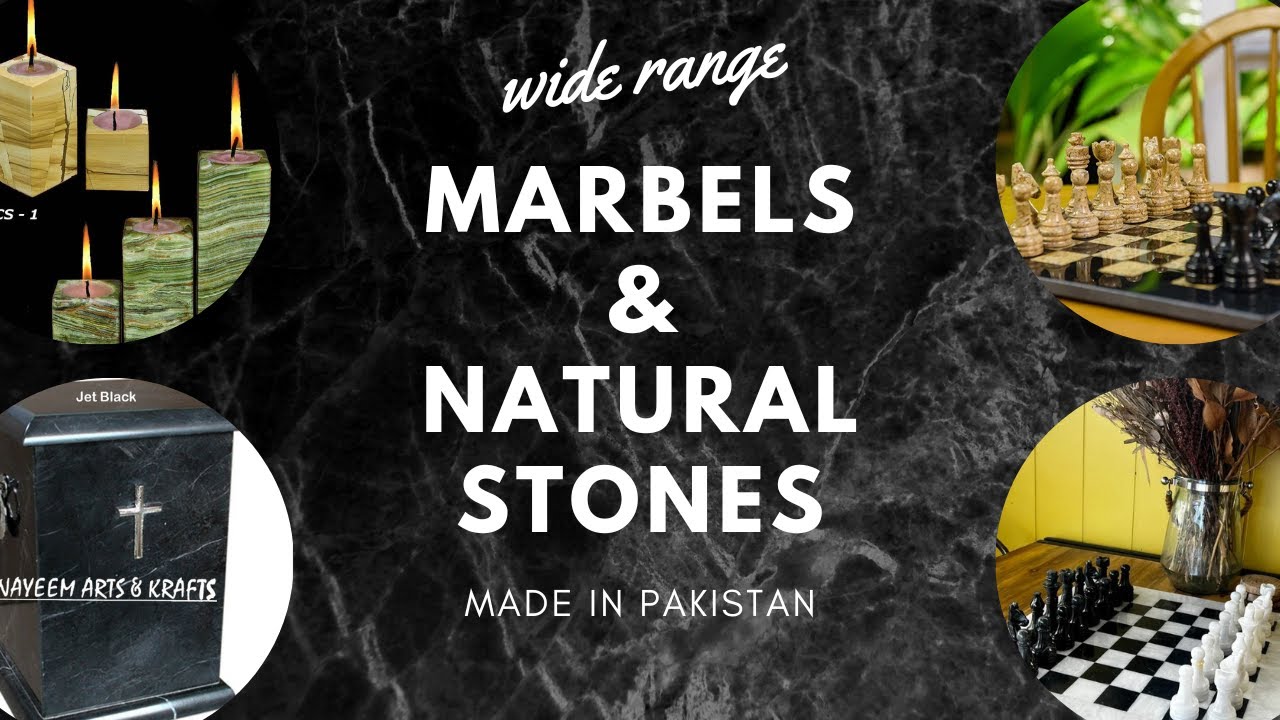 wide range
MARBELS
&
NATURAL
STONES
MADE IN PAKISTAN
CS - 1
Jet Black
NAYEEM ARTS & KRAFTS